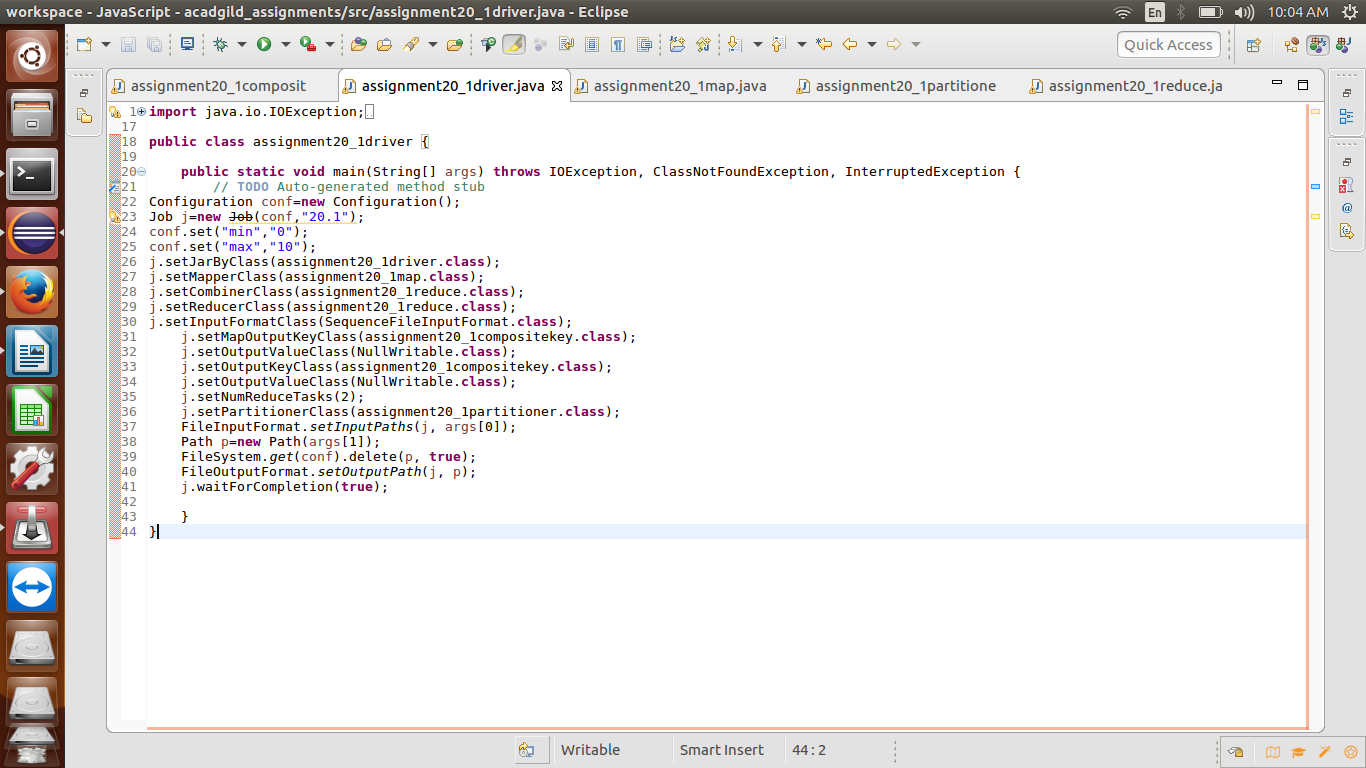 workspace - JavaScript - acadgild_assignments/src/assignment20_1driver.java - Eclipse
En
10:04 AM
Quick Access
assignment20_1composit
assignment20_1driver.java
assignment20_1map.java
assignment20_1partitione
assignment20_1reduce.ja
1 import java.io.IOException;
17
18 public class assignment20_1driver {
19
20     public static void main(String[] args) throws IOException, ClassNotFoundException, InterruptedException {
21         // TODO Auto-generated method stub
22 Configuration conf=new Configuration();
23 Job j=new Job(conf,"20.1");
24 conf.set("min","0");
25 conf.set("max","10");
26 j.setJarByClass(assignment20_1driver.class);
27 j.setMapperClass(assignment20_1map.class);
28 j.setCombinerClass(assignment20_1reduce.class);
29 j.setReducerClass(assignment20_1reduce.class);
30 j.setInputFormatClass(SequenceFileInputFormat.class);
31     j.setMapOutputKeyClass(assignment20_1compositekey.class);
32     j.setOutputValueClass(NullWritable.class);
33     j.setOutputKeyClass(assignment20_1compositekey.class);
34     j.setOutputValueClass(NullWritable.class);
35     j.setNumReduceTasks(2);
36     j.setPartitionerClass(assignment20_1partitioner.class);
37     FileInputFormat.setInputPaths(j, args[0]);
38     Path p=new Path(args[1]);
39     FileSystem.get(conf).delete(p, true);
40     FileOutputFormat.setOutputPath(j, p);
41     j.waitForCompletion(true);
42
43     }
44 }
Writable
Smart Insert
44 : 2